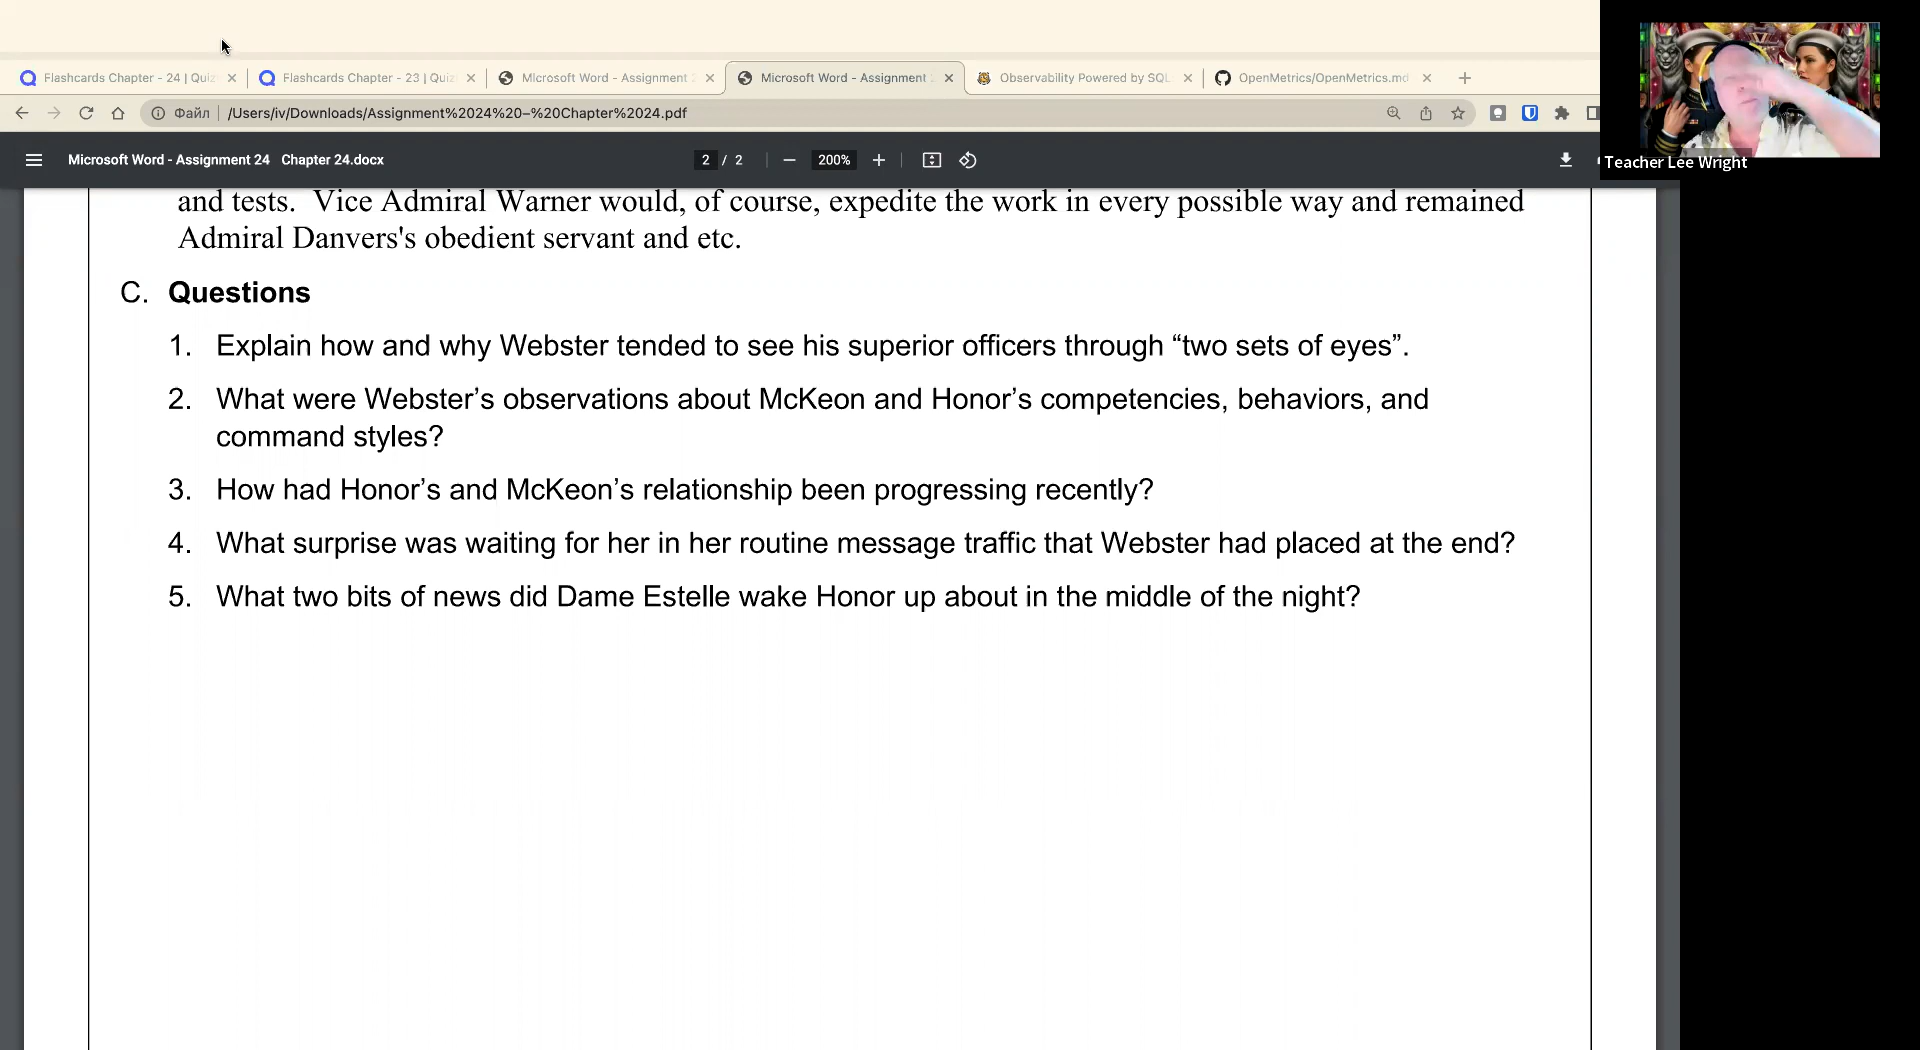 Flashcards Chapter - 24 | Quiz
Flashcards Chapter - 23 | Quiz
Microsoft Word - Assignment 2
Microsoft Word - Assignment 2
Observability Powered by SQL
OpenMetrics/OpenMetrics.md
Файл | /Users/iv/Downloads/Assignment%2024%20–%20Chapter%2024.pdf
Microsoft Word - Assignment 24 Chapter 24.docx
2 / 2
200%
Teacher Lee Wright
and tests. Vice Admiral Warner would, of course, expedite the work in every possible way and remained
Admiral Danvers's obedient servant and etc.
C. Questions
1. Explain how and why Webster tended to see his superior officers through “two sets of eyes”.
2. What were Webster’s observations about McKeon and Honor’s competencies, behaviors, and
command styles?
3. How had Honor’s and McKeon’s relationship been progressing recently?
4. What surprise was waiting for her in her routine message traffic that Webster had placed at the end?
5. What two bits of news did Dame Estelle wake Honor up about in the middle of the night?